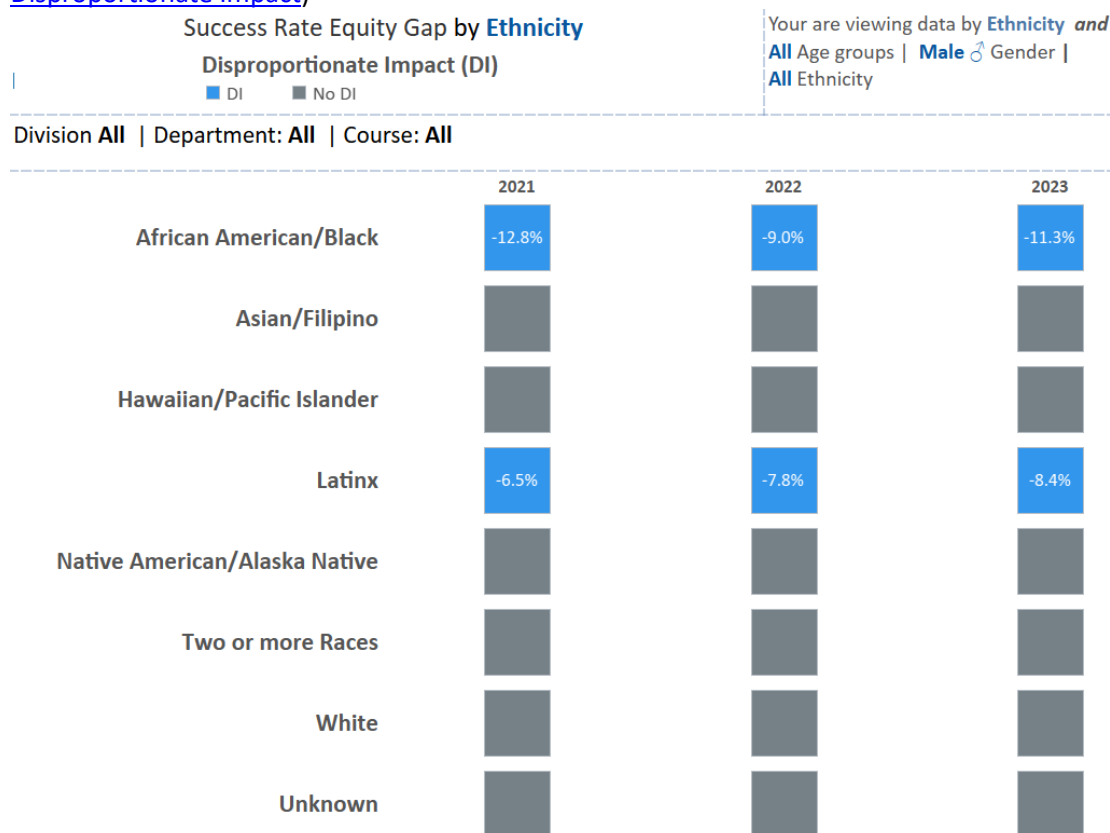 Disproportionate Impact)
Success Rate Equity Gap by Ethnicity
Disproportionate Impact (DI)
DI No DI
Your are viewing data by Ethnicity and
All Age groups | Male ♂ Gender |
All Ethnicity
Division All | Department: All | Course: All
2021 2022 2023
African American/Black -12.8% -9.0% -11.3%
Asian/Filipino
Hawaiian/Pacific Islander
Latinx -6.5% -7.8% -8.4%
Native American/Alaska Native
Two or more Races
White
Unknown